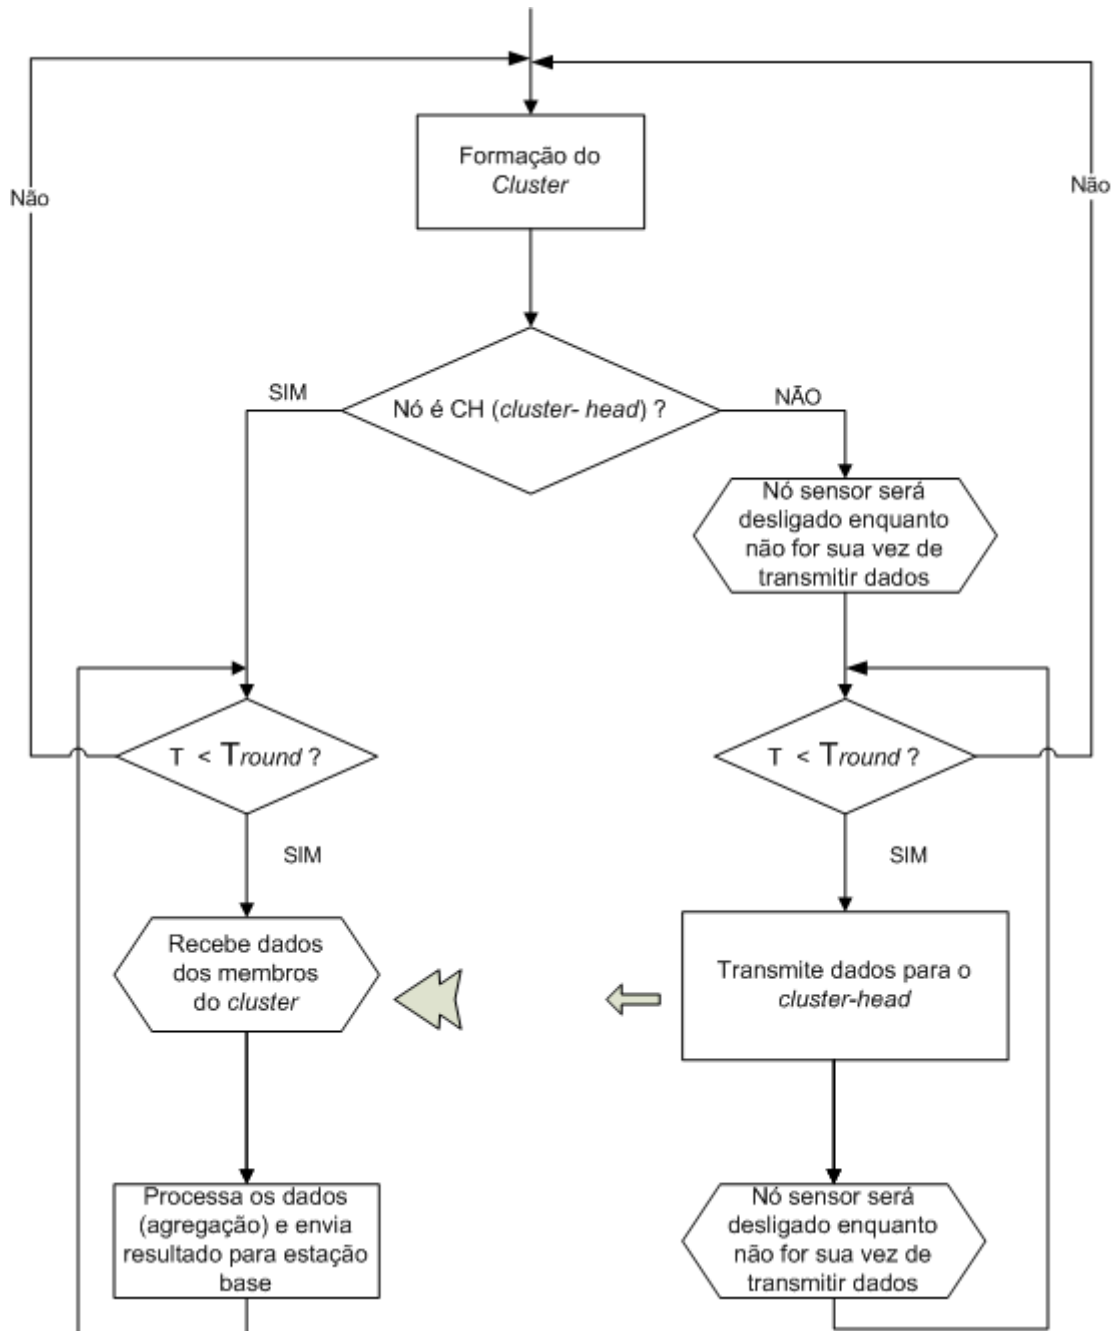 Formação do
Cluster
Não
Não
SIM
Nó é CH (cluster- head) ?
NÃO
Nó sensor será
desligado enquanto
não for sua vez de
transmitir dados
T < Tround ?
T < Tround ?
SIM
SIM
Recebe dados
dos membros
do cluster
Transmite dados para o
cluster-head
Processa os dados
(agregação) e envia
resultado para estação
base
Nó sensor será
desligado enquanto
não for sua vez de
transmitir dados